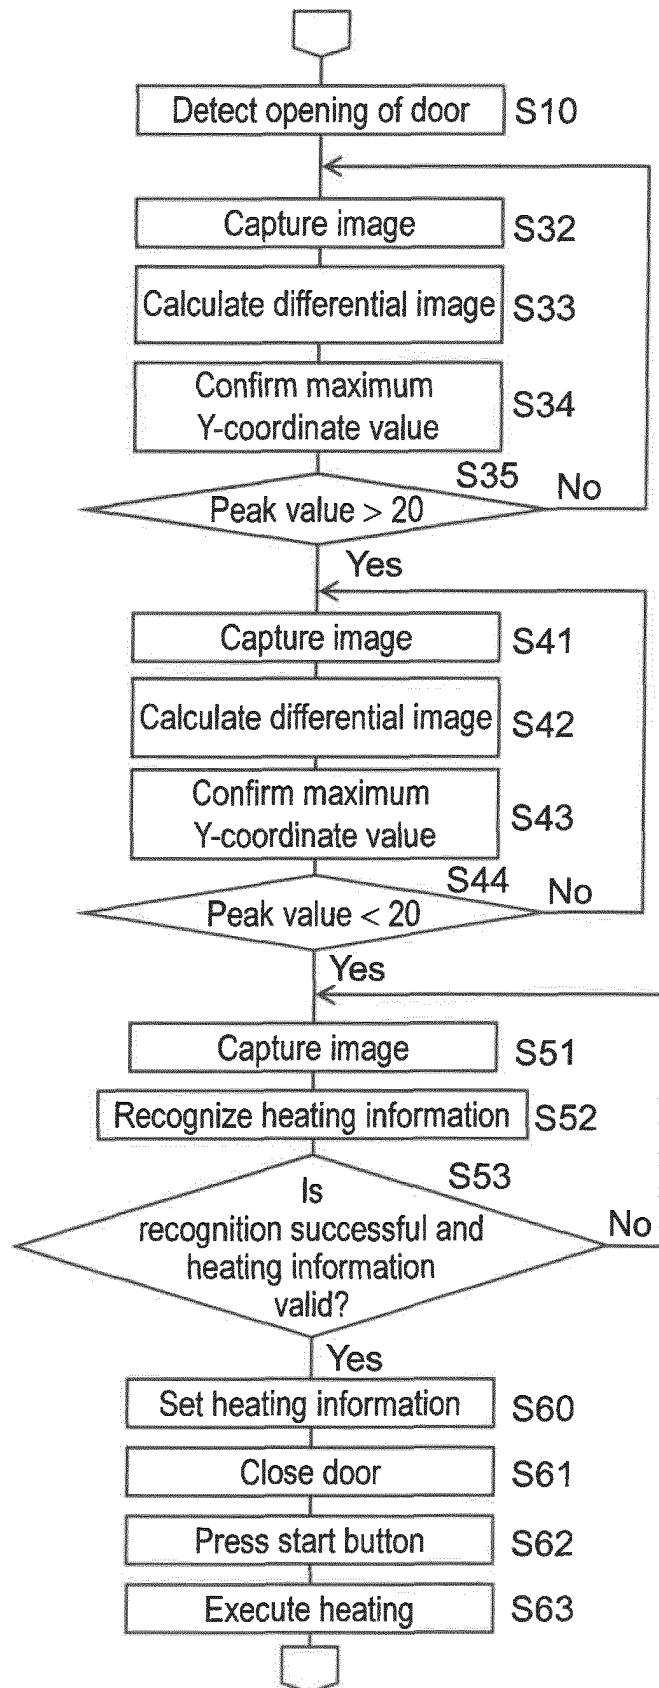 Detect opening of door S10
Capture image S32
Calculate differential image S33
Confirm maximum
Y-coordinate value S34
S35
Peak value > 20 No
Yes
Capture image S41
Calculate differential image S42
Confirm maximum
Y-coordinate value S43
S44
Peak value < 20 No
Yes
Capture image S51
Recognize heating information S52
S53
Is
recognition successful and
heating information
valid?
No
Yes
Set heating information S60
Close door S61
Press start button S62
Execute heating S63